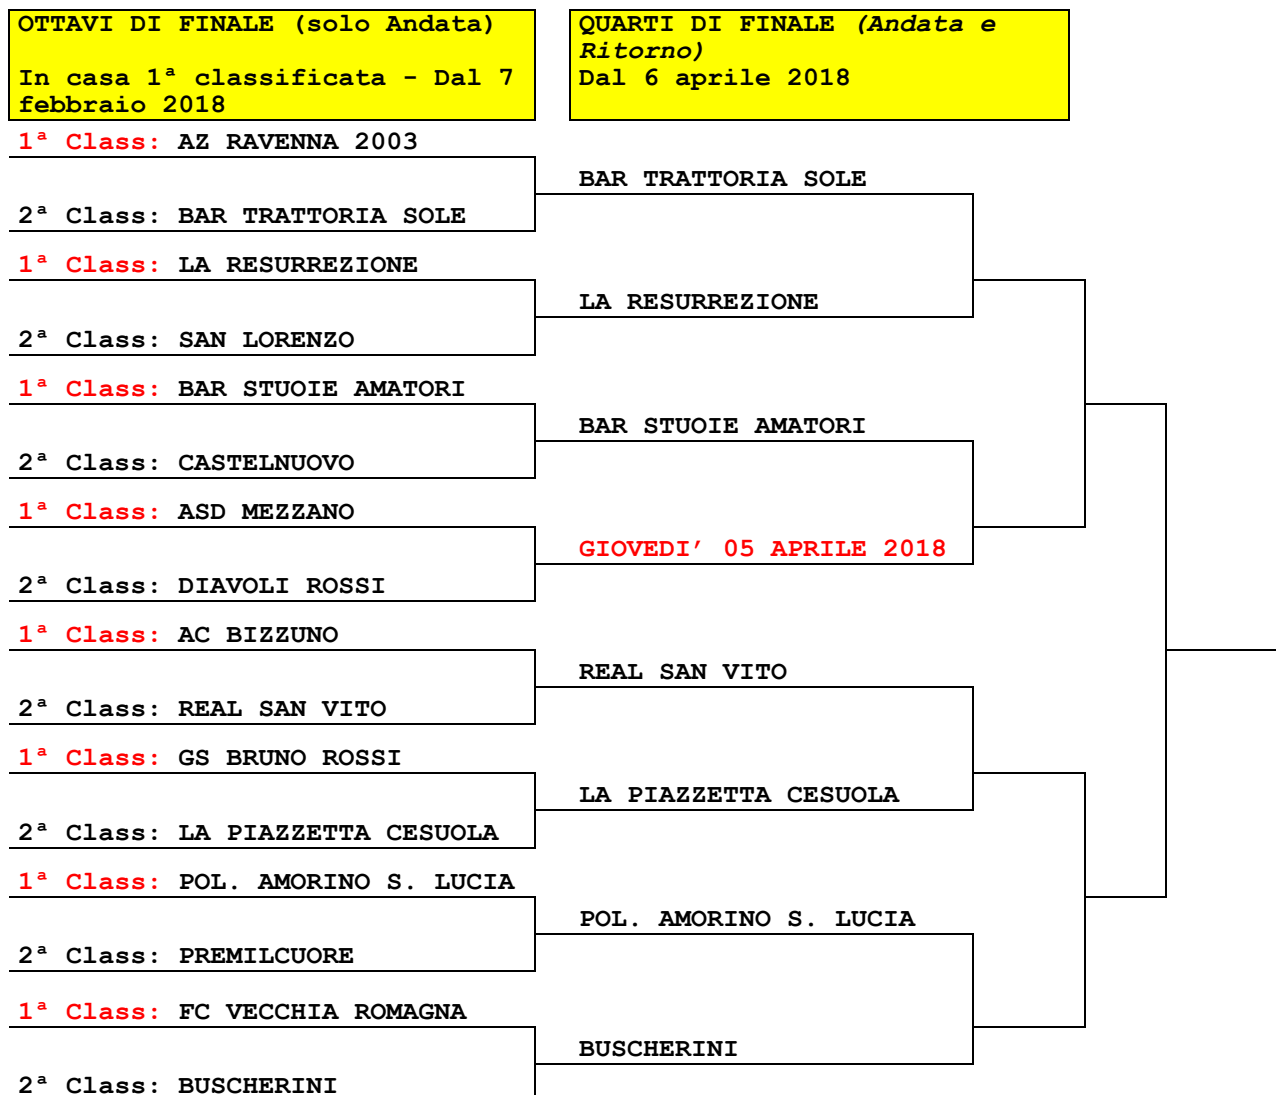 OTTAVI DI FINALE (solo Andata)
In casa 1ª classificata - Dal 7
febbraio 2018
QUARTI DI FINALE (Andata e
Ritorno)
Dal 6 aprile 2018
1ª Class: AZ RAVENNA 2003
BAR TRATTORIA SOLE
2ª Class: BAR TRATTORIA SOLE
1ª Class: LA RESURREZIONE
LA RESURREZIONE
2ª Class: SAN LORENZO
1ª Class: BAR STUOIE AMATORI
BAR STUOIE AMATORI
2ª Class: CASTELNUOVO
1ª Class: ASD MEZZANO
GIOVEDI’ 05 APRILE 2018
2ª Class: DIAVOLI ROSSI
1ª Class: AC BIZZUNO
REAL SAN VITO
2ª Class: REAL SAN VITO
1ª Class: GS BRUNO ROSSI
LA PIAZZETTA CESUOLA
2ª Class: LA PIAZZETTA CESUOLA
1ª Class: POL. AMORINO S. LUCIA
POL. AMORINO S. LUCIA
2ª Class: PREMILCUORE
1ª Class: FC VECCHIA ROMAGNA
BUSCHERINI
2ª Class: BUSCHERINI